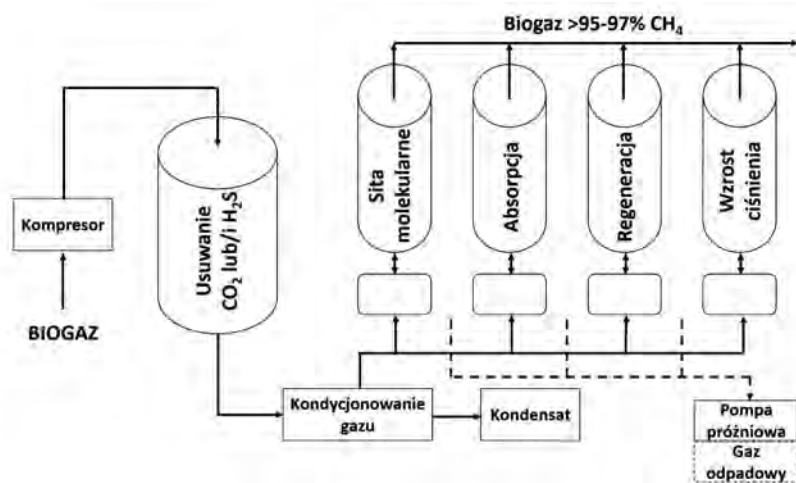 Biogaz >95-97% CH₄
Kompresor
BIOGAZ
Usuwanie
CO₂ lub/i H₂S
Sita
molekularne
Absorpcja
Regeneracja
Wzrost
ciśnienia
Kondycjonowanie
gazu
Kondensat
Pompa
próżniowa
Gaz
odpadowy